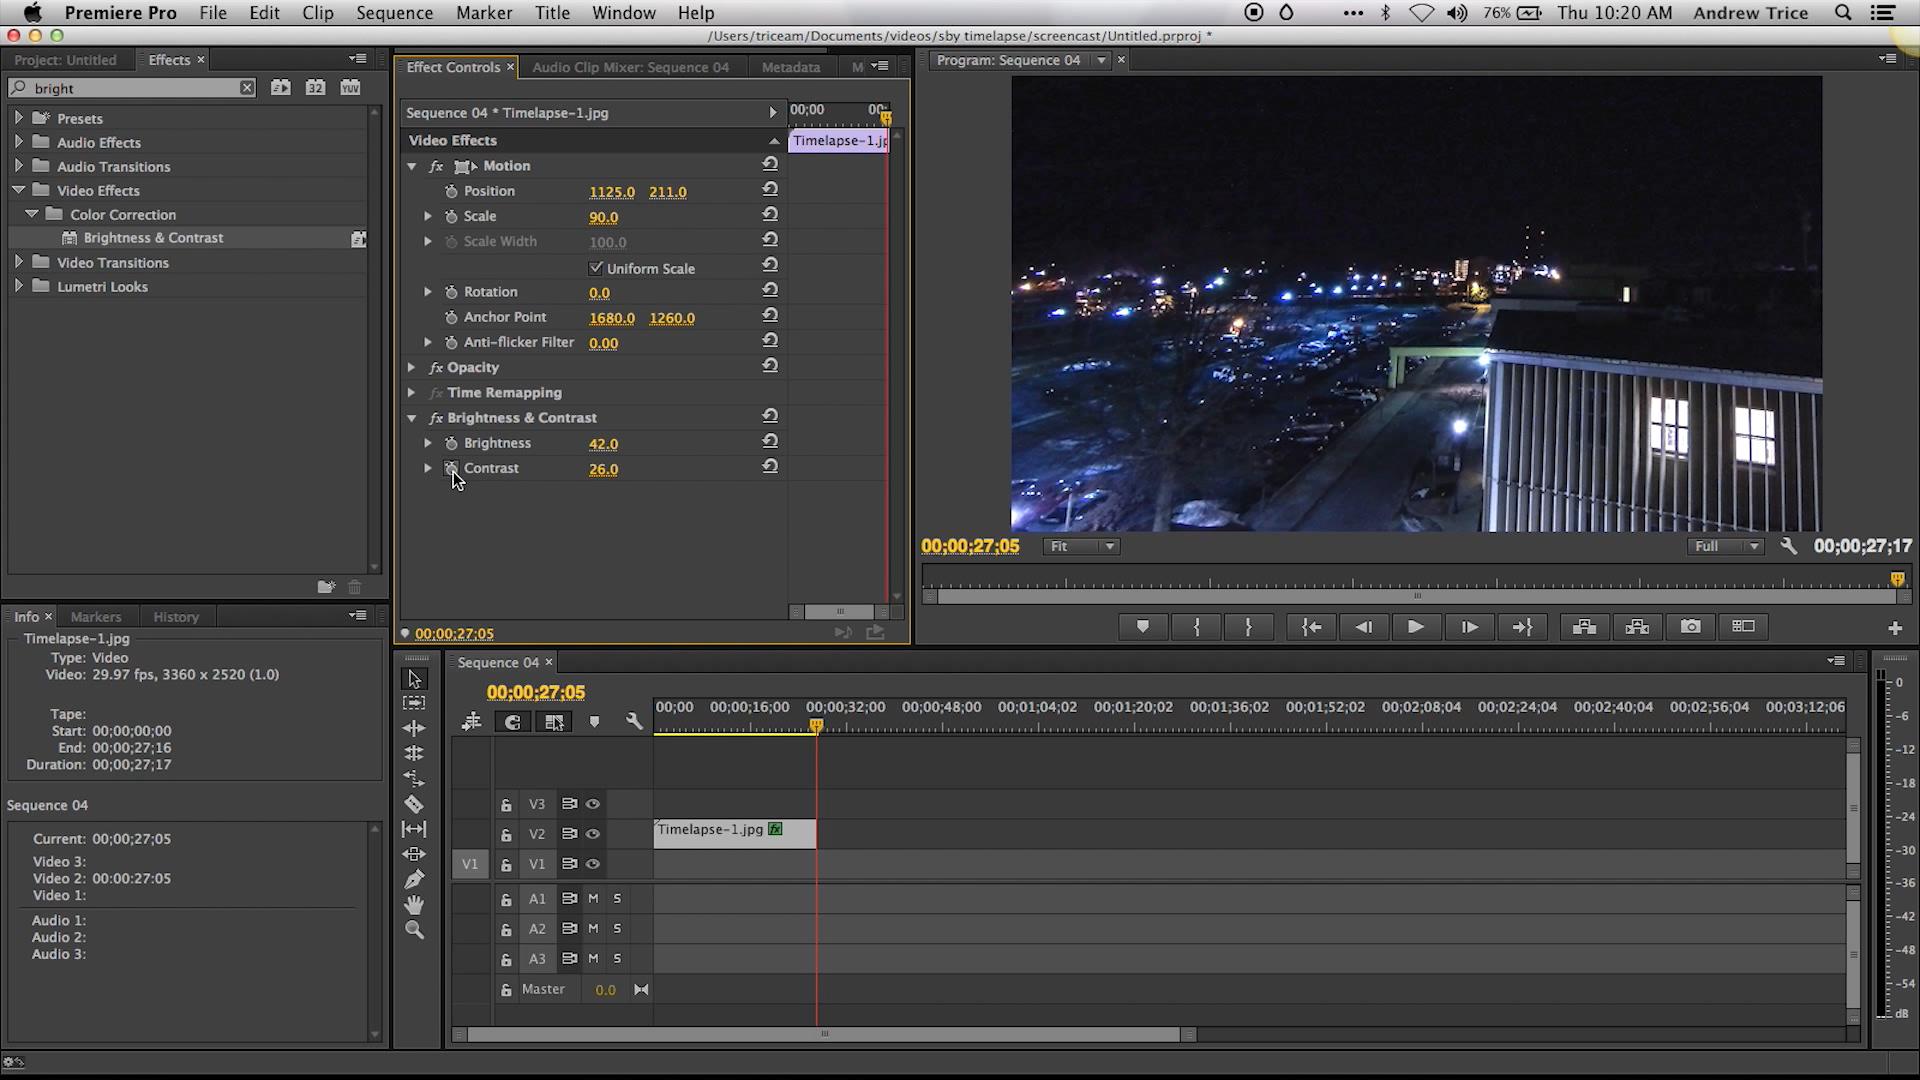 Premiere Pro File Edit Clip Sequence Marker Title Window Help 76% Thu 10:20 AM Andrew Trice
/Users/triceam/Documents/videos/sby timelapse/screencast/Untitled.prproj *
Project: Untitled Effects ×
bright 32 YUV
Presets
Audio Effects
Audio Transitions
Video Effects
Color Correction
Brightness & Contrast
Video Transitions
Lumetri Looks
Effect Controls × Audio Clip Mixer: Sequence 04 Metadata M
Sequence 04 * Timelapse-1.jpg 00;00 00;
Video Effects Timelapse-1.jp
fx Motion
Position 1125.0 211.0
Scale 90.0
Scale Width 100.0
Uniform Scale
Rotation 0.0
Anchor Point 1680.0 1260.0
Anti-flicker Filter 0.00
fx Opacity
fx Time Remapping
fx Brightness & Contrast
Brightness 42.0
Contrast 26.0
00;00;27;05
Program: Sequence 04 ×
00;00;27;05 Fit Full 00;00;27;17
Info × Markers History
Timelapse-1.jpg
Type: Video
Video: 29.97 fps, 3360 x 2520 (1.0)
Tape:
Start: 00;00;00;00
End: 00;00;27;16
Duration: 00;00;27;17
Sequence 04
Current: 00;00;27;05
Video 3:
Video 2: 00:00:27:05
Video 1:
Audio 1:
Audio 2:
Audio 3:
Sequence 04 ×
00;00;27;05
00;00 00;00;16;00 00;00;32;00 00;00;48;00 00;01;04;02 00;01;20;02 00;01;36;02 00;01;52;02 00;02;08;04 00;02;24;04 00;02;40;04 00;02;56;04 00;03;12;06
V3
V2 Timelapse-1.jpg fx
V1 V1
A1 M S
A2 M S
A3 M S
Master 0.0
0
-6
-12
-18
-24
-30
-36
-42
-48
-54
dB